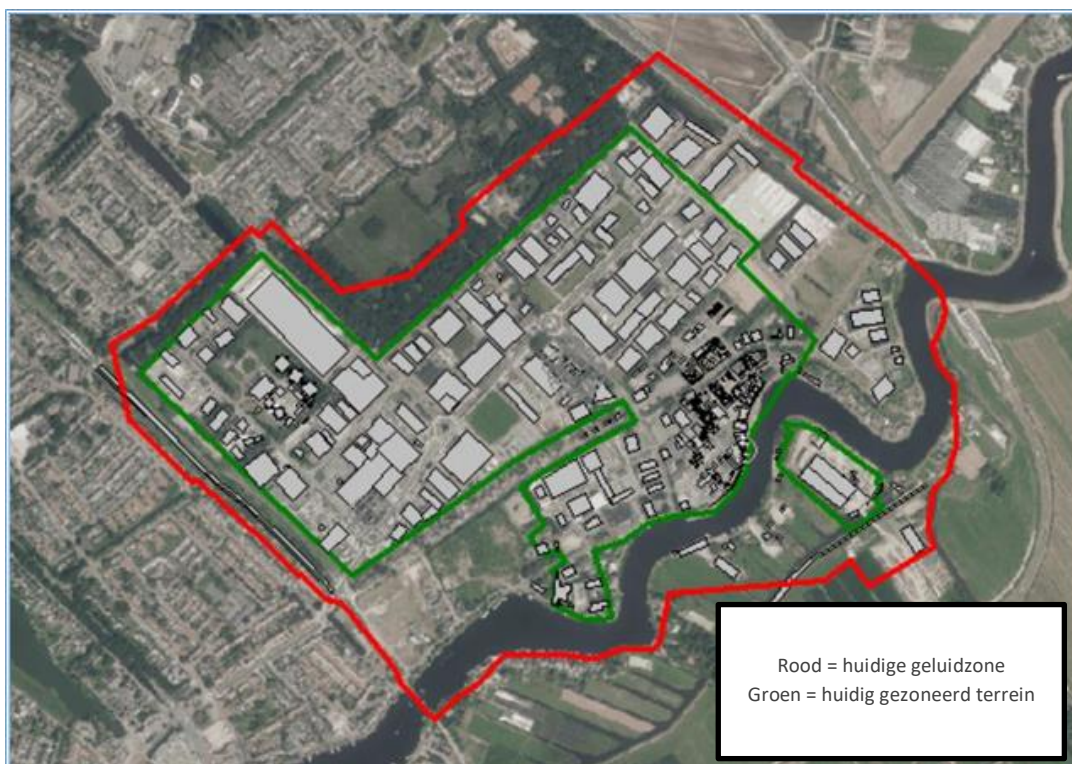 Rood = huidige geluidzone
Groen = huidig gezoneerd terrein